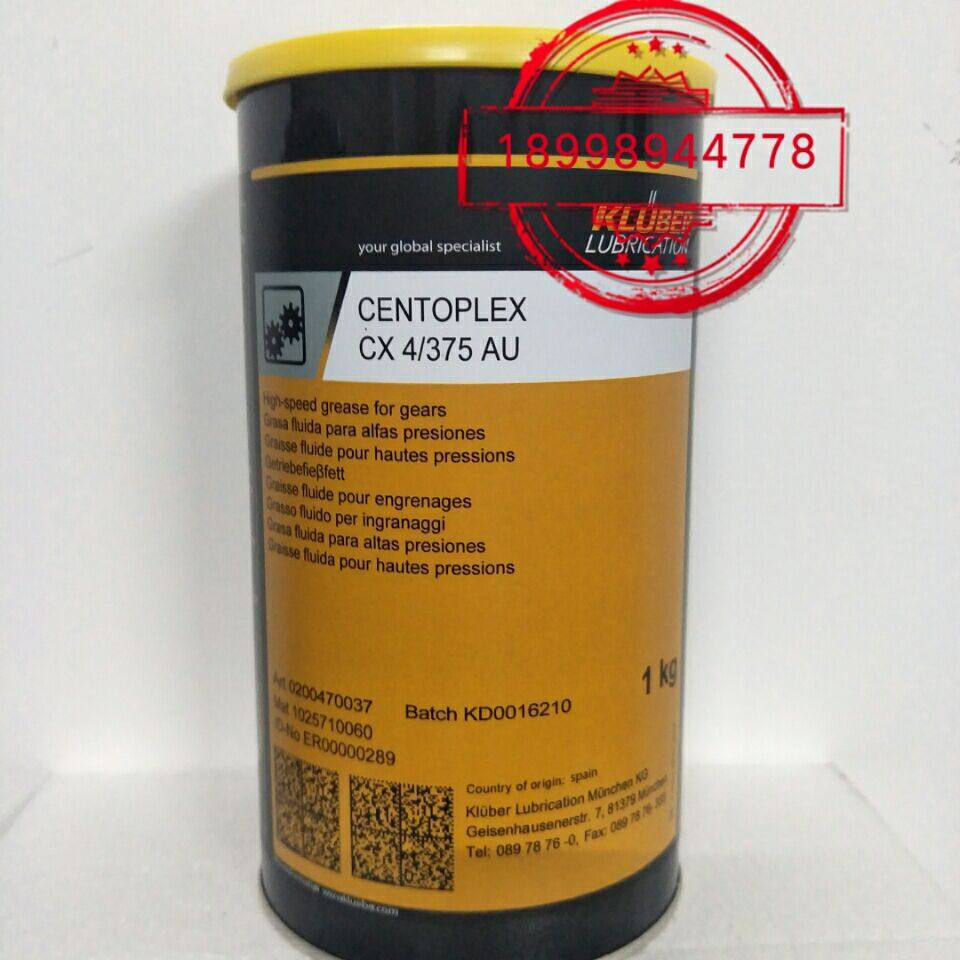 18998944778
KLÜBER
LUBRICATION
your global specialist
CENTOPLEX
CX 4/375 AU
High-speed grease for gears
Grasa fluida para alfas presiones
Graisse fluide pour hautes pressions
Getriebefießfett
Graisse fluide pour engrenages
Grasso fluido per ingranaggi
Grasa fluida para altas presiones
Graisse fluida pour hautes pressions
1 kg
Art 0200470037
Mat 1025710060
ID-No ER00000289
Batch KD0016210
Country of origin: spain
Klüber Lubrication München KG
Geisenhausenerstr. 7, 81379 München
Tel: 089 78 76 -0, Fax: 089 78 76-